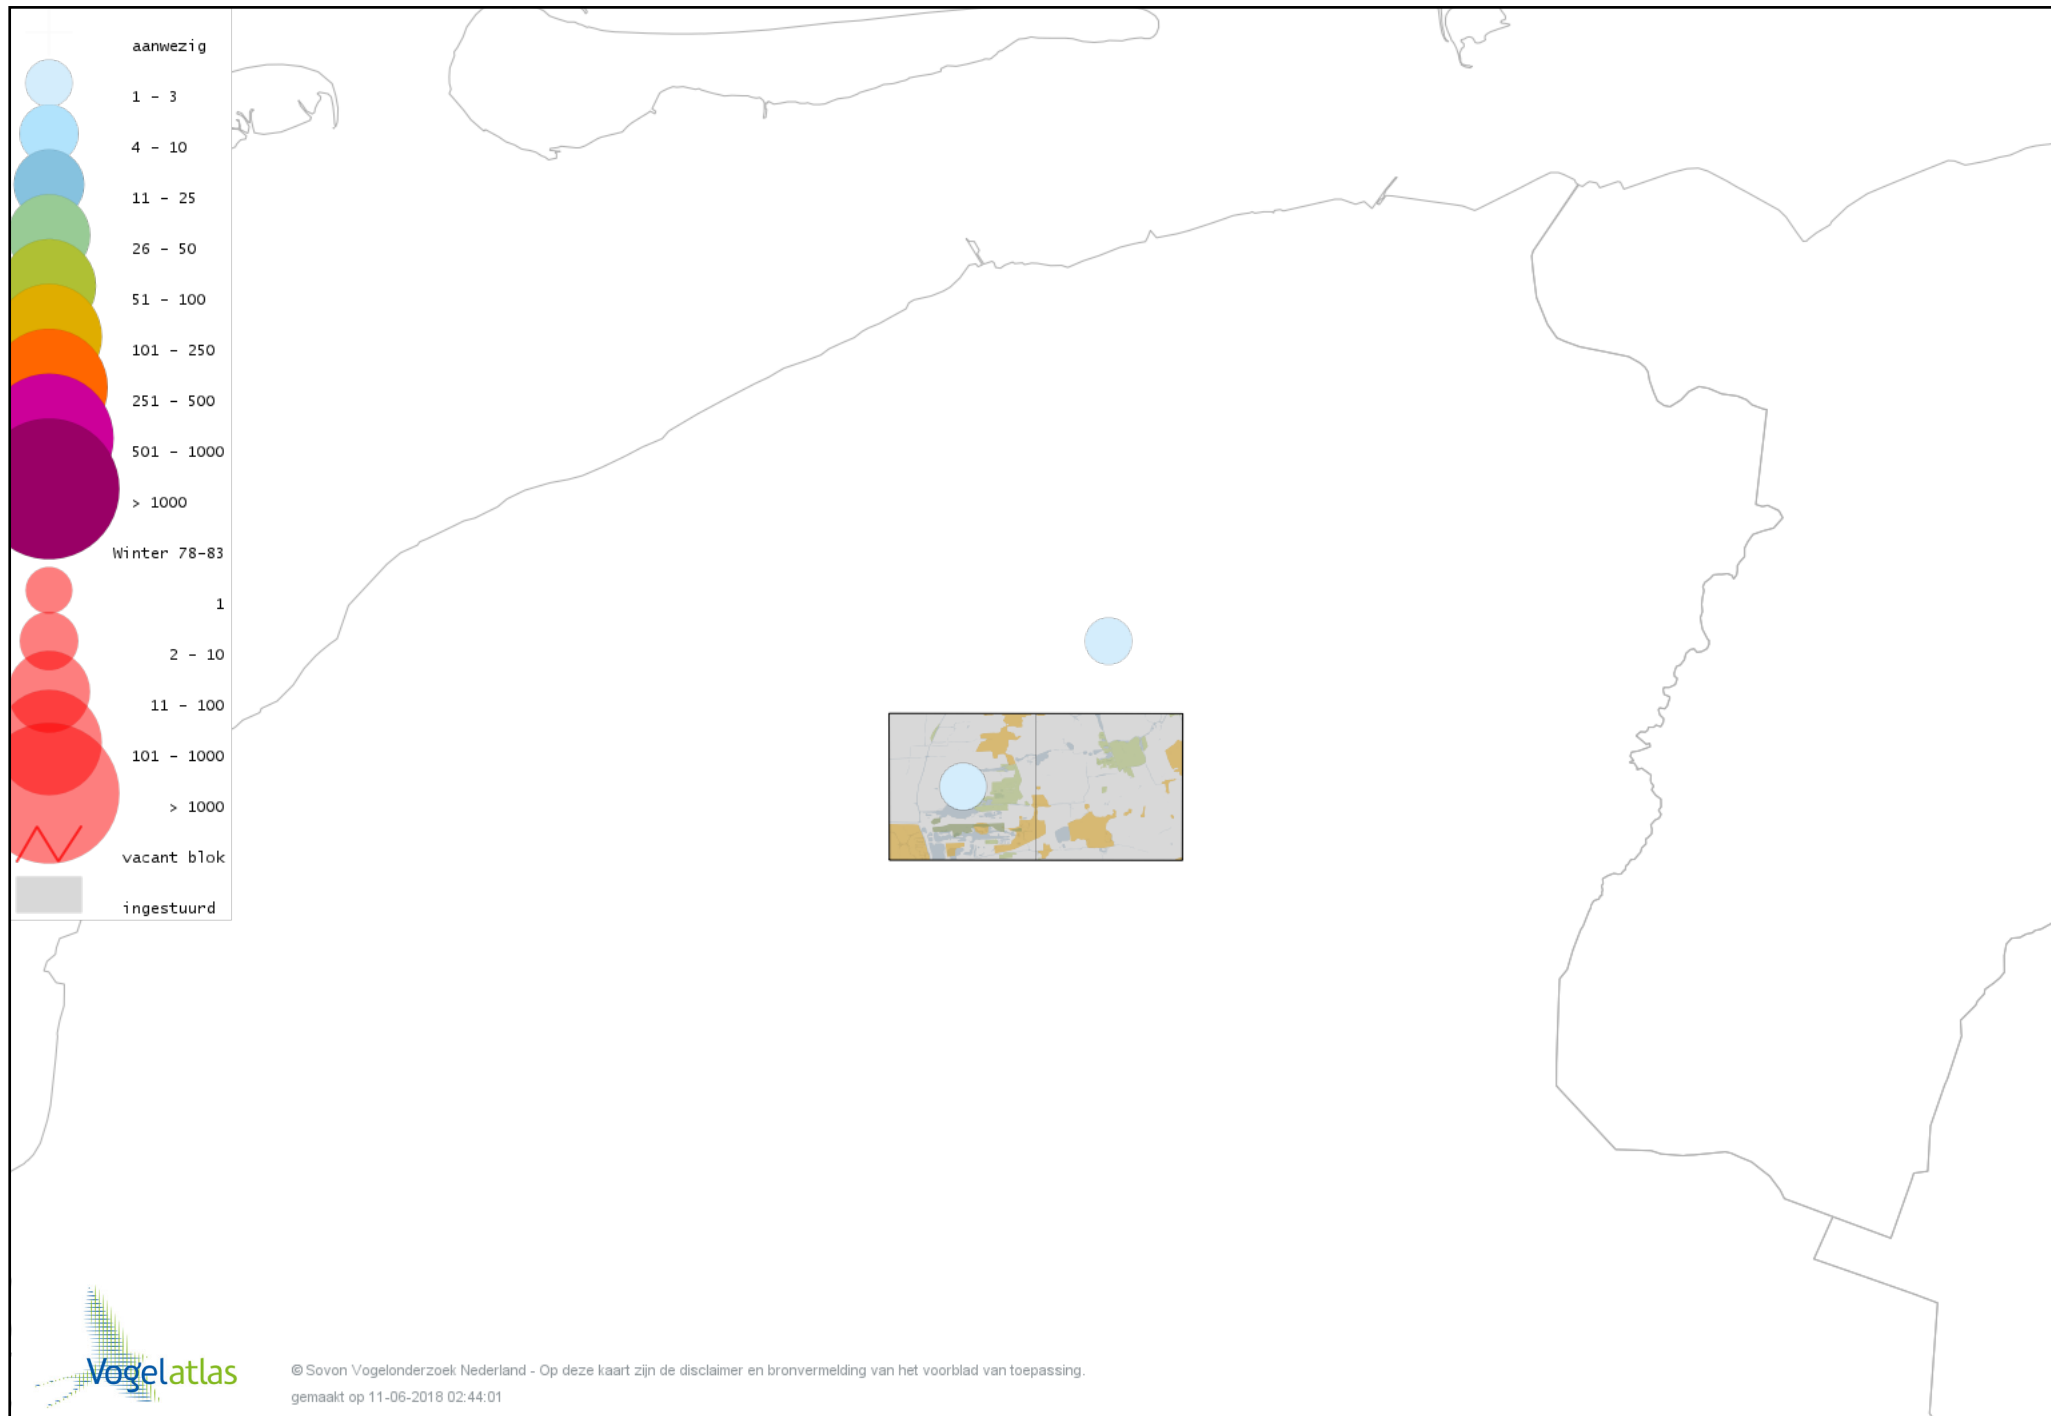 aanwezig
1 - 3
4 - 10
11 - 25
26 - 50
51 - 100
101 - 250
251 - 500
501 - 1000
> 1000
Winter 78-83
1
2 - 10
11 - 100
101 - 1000
> 1000
vacant blok
ingestuurd
Vogelatlas
© Sovon Vogelonderzoek Nederland - Op deze kaart zijn de disclaimer en bronvermelding van het voorblad van toepassing.
gemaakt op 11-06-2018 02:44:01